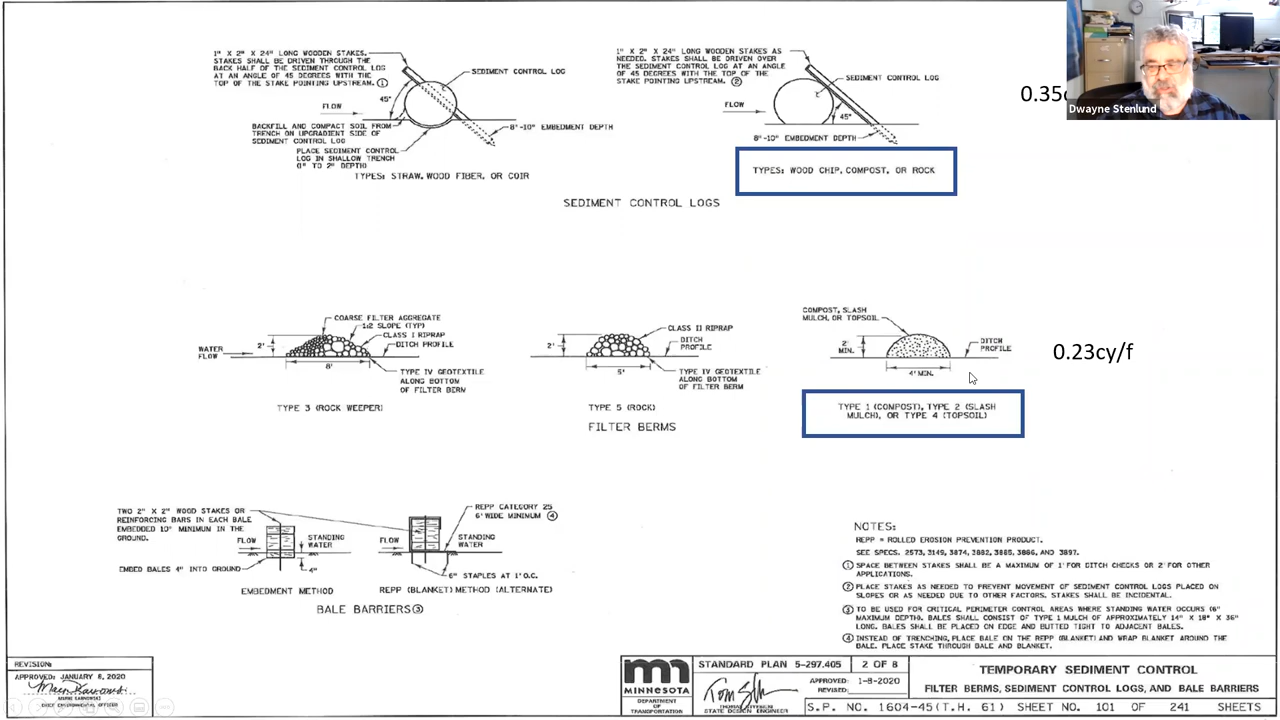 1" X 2" X 24" LONG WOODEN STAKES.
STAKES SHALL BE DRIVEN THROUGH THE
BACK HALF OF THE SEDIMENT CONTROL LOG
AT AN ANGLE OF 45 DEGREES WITH THE
TOP OF THE STAKE POINTING UPSTREAM. ①
SEDIMENT CONTROL LOG
45°
FLOW
BACKFILL AND COMPACT SOIL FROM
TRENCH ON UPGRADIENT SIDE OF
SEDIMENT CONTROL LOG
8"-10" EMBEDMENT DEPTH
PLACE SEDIMENT CONTROL
LOG IN SHALLOW TRENCH
TO 2" DEPTH)
TYPES: STRAW, WOOD FIBER, OR COIR
1" X 2" X 24" LONG WOODEN STAKES AS
NEEDED. STAKES SHALL BE DRIVEN OVER
THE SEDIMENT CONTROL LOG AT AN ANGLE
OF 45 DEGREES WITH THE TOP OF THE
STAKE POINTING UPSTREAM. ②
SEDIMENT CONTROL LOG
FLOW
45°
8"-10" EMBEDMENT DEPTH
TYPES: WOOD CHIP, COMPOST, OR ROCK
0.35
Dwayne Stenlund
SEDIMENT CONTROL LOGS
COARSE FILTER AGGREGATE
1:2 SLOPE (TYP)
CLASS I RIPRAP
DITCH PROFILE
WATER
FLOW
2'
8'
TYPE IV GEOTEXTILE
ALONG BOTTOM
OF FILTER BERM
TYPE 3 (ROCK WEEPER)
CLASS II RIPRAP
DITCH
PROFILE
2'
5'
TYPE IV GEOTEXTILE
ALONG BOTTOM
OF FILTER BERM
TYPE 5 (ROCK)
COMPOST, SLASH
MULCH, OR TOPSOIL
2'
MIN.
DITCH
PROFILE
4' MIN.
0.23cy/f
TYPE 1 (COMPOST), TYPE 2 (SLASH
MULCH), OR TYPE 4 (TOPSOIL)
FILTER BERMS
TWO 2" X 2" WOOD STAKES OR
REINFORCING BARS IN EACH BALE
EMBEDDED 10" MINIMUM IN THE
GROUND.
FLOW
STANDING
WATER
EMBED BALES 4" INTO GROUND
4"
EMBEDMENT METHOD
REPP CATEGORY 25
6' WIDE MINIMUM ④
FLOW
STANDING
WATER
6" STAPLES AT 1' O.C.
REPP (BLANKET) METHOD (ALTERNATE)
BALE BARRIERS③
NOTES:
REPP = ROLLED EROSION PREVENTION PRODUCT.
SEE SPECS. 2573, 3149, 3874, 3882, 3885, 3886, AND 3897.
① SPACE BETWEEN STAKES SHALL BE A MAXIMUM OF 1' FOR DITCH CHECKS OR 2' FOR OTHER
APPLICATIONS.
② PLACE STAKES AS NEEDED TO PREVENT MOVEMENT OF SEDIMENT CONTROL LOGS PLACED ON
SLOPES OR AS NEEDED DUE TO OTHER FACTORS. STAKES SHALL BE INCIDENTAL.
③ TO BE USED FOR CRITICAL PERIMETER CONTROL AREAS WHERE STANDING WATER OCCURS (6"
MAXIMUM DEPTH). BALES SHALL CONSIST OF TYPE 1 MULCH OF APPROXIMATELY 14" X 18" X 36"
LONG. BALES SHALL BE PLACED ON EDGE AND BUTTED TIGHT TO ADJACENT BALES.
④ INSTEAD OF TRENCHING, PLACE BALE ON THE REPP (BLANKET) AND WRAP BLANKET AROUND THE
BALE. PLACE STAKE THROUGH BALE AND BLANKET.
REVISION:
APPROVED: JANUARY 8, 2020
CHIEF ENVIRONMENTAL OFFICER
MINNESOTA
DEPARTMENT
OF
TRANSPORTATION
STANDARD PLAN 5-297.405
2 OF 8
APPROVED:
1-8-2020
REVISED:
STATE DESIGN ENGINEER
TEMPORARY SEDIMENT CONTROL
FILTER BERMS, SEDIMENT CONTROL LOGS, AND BALE BARRIERS
S.P. NO. 1604-45(T.H. 61) SHEET NO. 101 OF 241 SHEETS